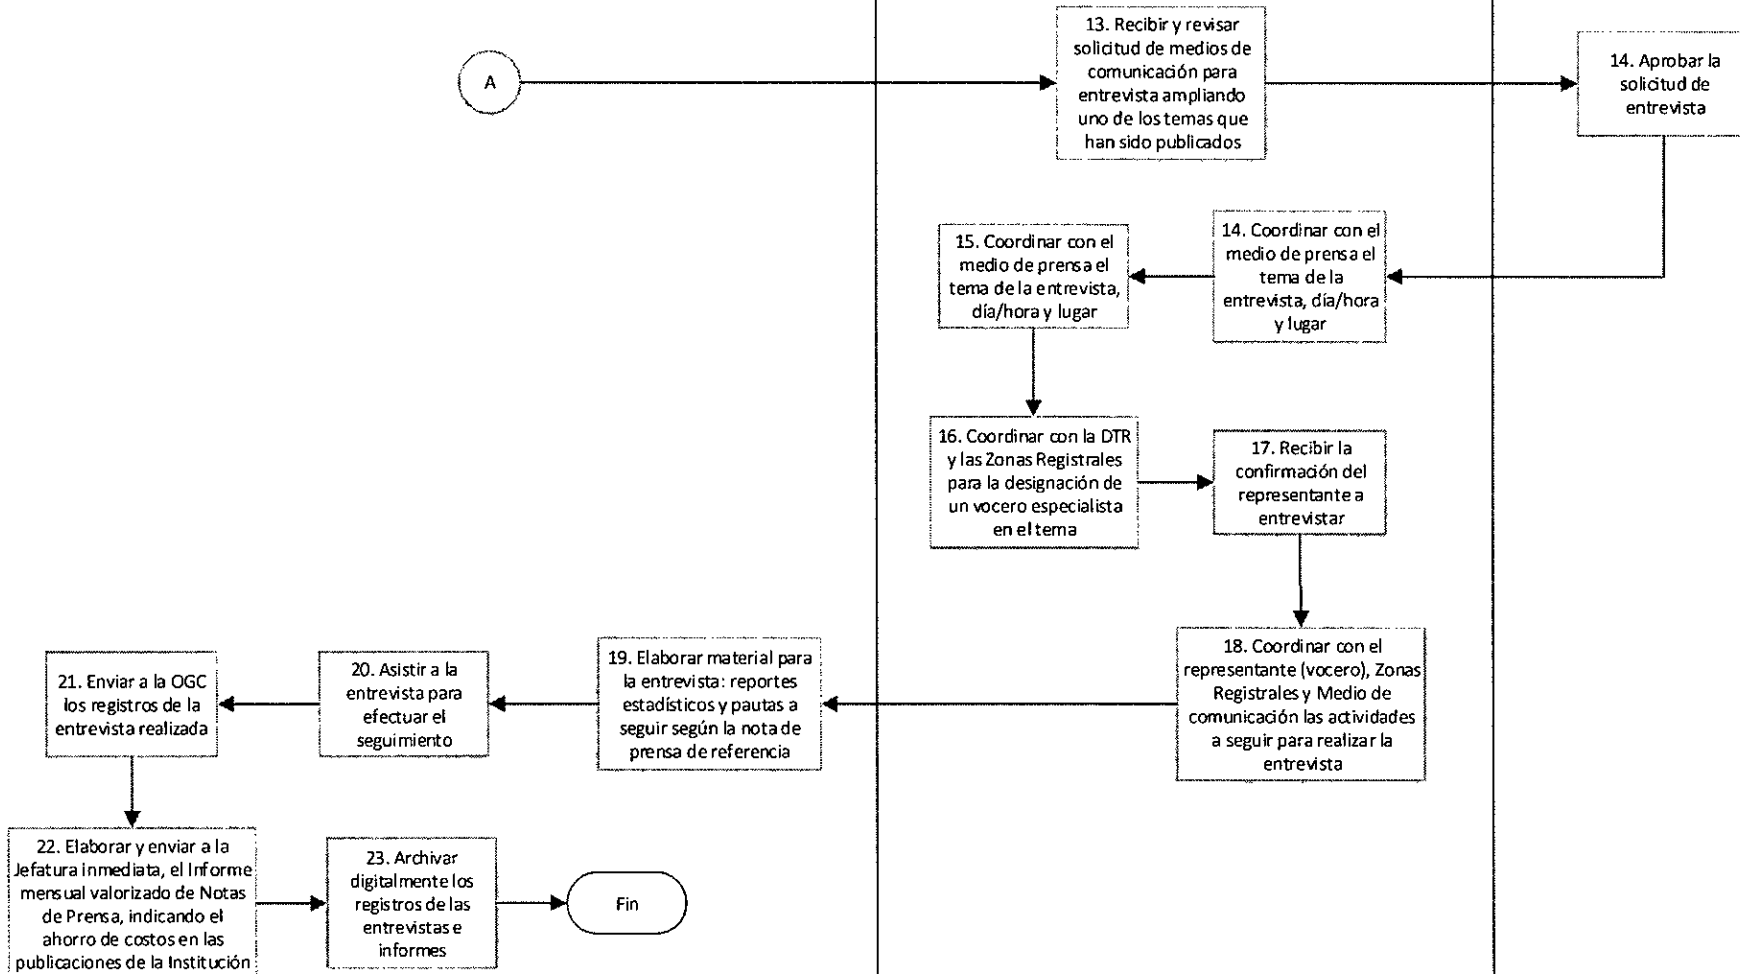 A
13. Recibir y revisar
solicitud de medios de
comunicación para
entrevista ampliando
uno de los temas que
han sido publicados
14. Aprobar la
solicitud de
entrevista
14. Coordinar con el
medio de prensa el
tema de la
entrevista, día/hora
y lugar
15. Coordinar con el
medio de prensa el
tema de la entrevista,
día/hora y lugar
16. Coordinar con la DTR
y las Zonas Registrales
para la designación de
un vocero especialista
en el tema
17. Recibir la
confirmación del
representante a
entrevistar
18. Coordinar con el
representante (vocero), Zonas
Registrales y Medio de
comunicación las actividades
a seguir para realizar la
entrevista
19. Elaborar material para
la entrevista: reportes
estadísticos y pautas a
seguir según la nota de
prensa de referencia
20. Asistir a la
entrevista para
efectuar el
seguimiento
21. Enviar a la OGC
los registros de la
entrevista realizada
22. Elaborar y enviar a la
Jefatura inmediata, el Informe
mensual valorizado de Notas
de Prensa, indicando el
ahorro de costos en las
publicaciones de la Institución
23. Archivar
digitalmente los
registros de las
entrevistas e
informes
Fin